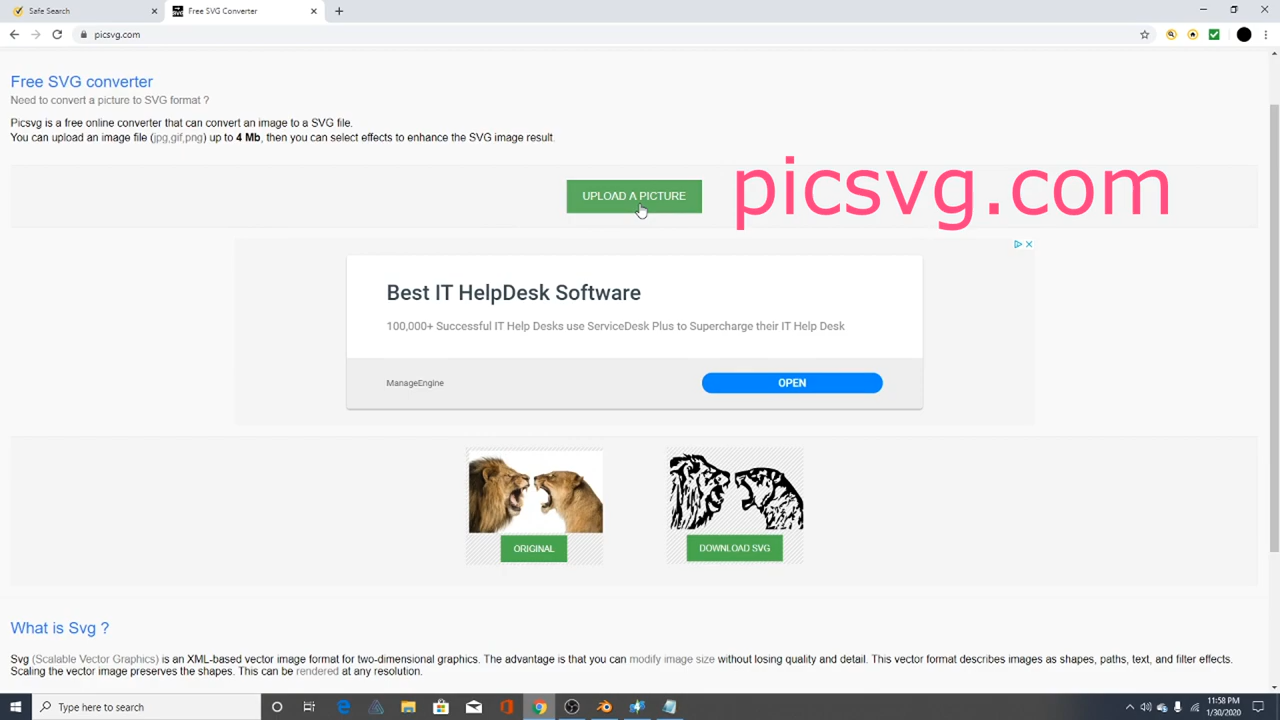 Safe Search
Free SVG Converter
picsvg.com
Free SVG converter
Need to convert a picture to SVG format ?
Picsvg is a free online converter that can convert an image to a SVG file.
You can upload an image file (jpg,gif,png) up to 4 Mb, then you can select effects to enhance the SVG image result.
UPLOAD A PICTURE
picsvg.com
Best IT HelpDesk Software
100,000+ Successful IT Help Desks use ServiceDesk Plus to Supercharge their IT Help Desk
ManageEngine
OPEN
ORIGINAL
DOWNLOAD SVG
What is Svg ?
Svg (Scalable Vector Graphics) is an XML-based vector image format for two-dimensional graphics. The advantage is that you can modify image size without losing quality and detail. This vector format describes images as shapes, paths, text, and filter effects.
Scaling the vector image preserves the shapes. This can be rendered at any resolution.
Type here to search
11:58 PM
1/30/2020